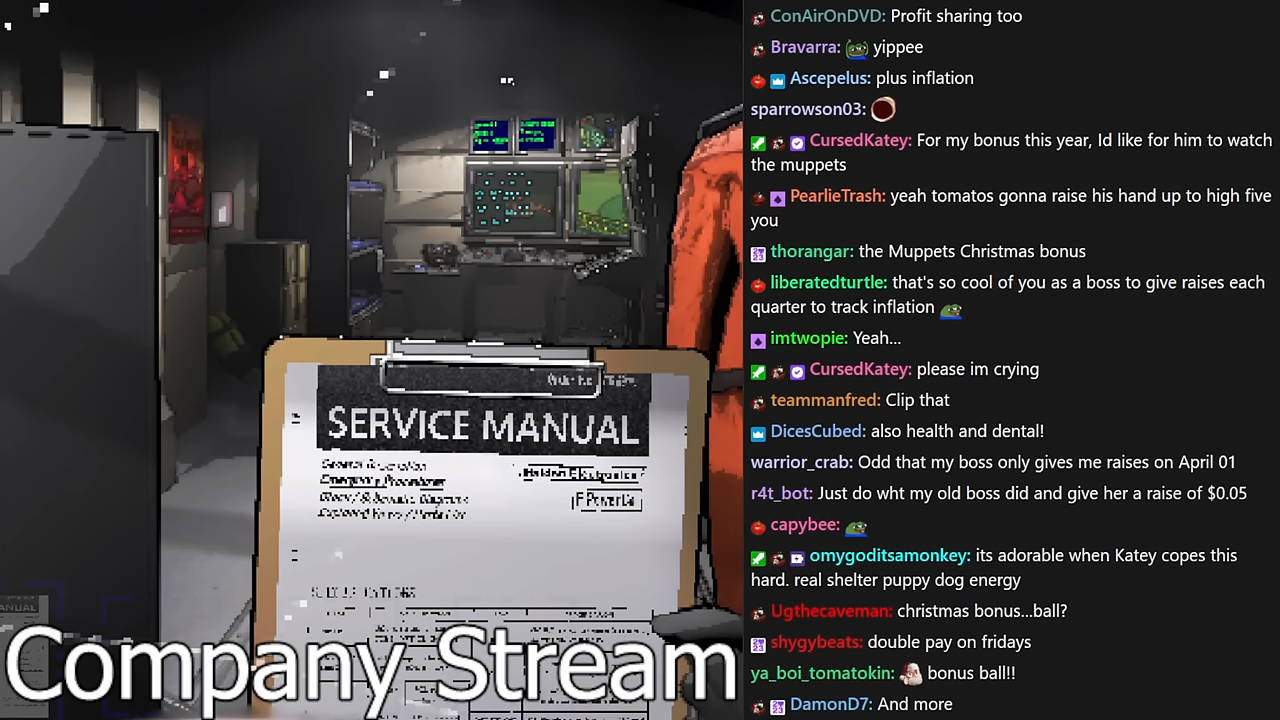 SERVICE MANUAL
Emergency Procedures
Company Stream
ConAirOnDVD: Profit sharing too
Bravarra: yippee
Ascepelus: plus inflation
sparrowson03:
CursedKatey: For my bonus this year, Id like for him to watch
the muppets
PearlieTrash: yeah tomatos gonna raise his hand up to high five
you
thorangar: the Muppets Christmas bonus
liberatedturtle: that's so cool of you as a boss to give raises each
quarter to track inflation
imtwopie: Yeah...
CursedKatey: please im crying
teammanfred: Clip that
DicesCubed: also health and dental!
warrior_crab: Odd that my boss only gives me raises on April 01
r4t_bot: Just do wht my old boss did and give her a raise of $0.05
capybee:
omygoditsamonkey: its adorable when Katey copes this
hard. real shelter puppy dog energy
Ugthecaveman: christmas bonus...ball?
shygybeats: double pay on fridays
ya_boi_tomatokin: bonus ball!!
DamonD7: And more